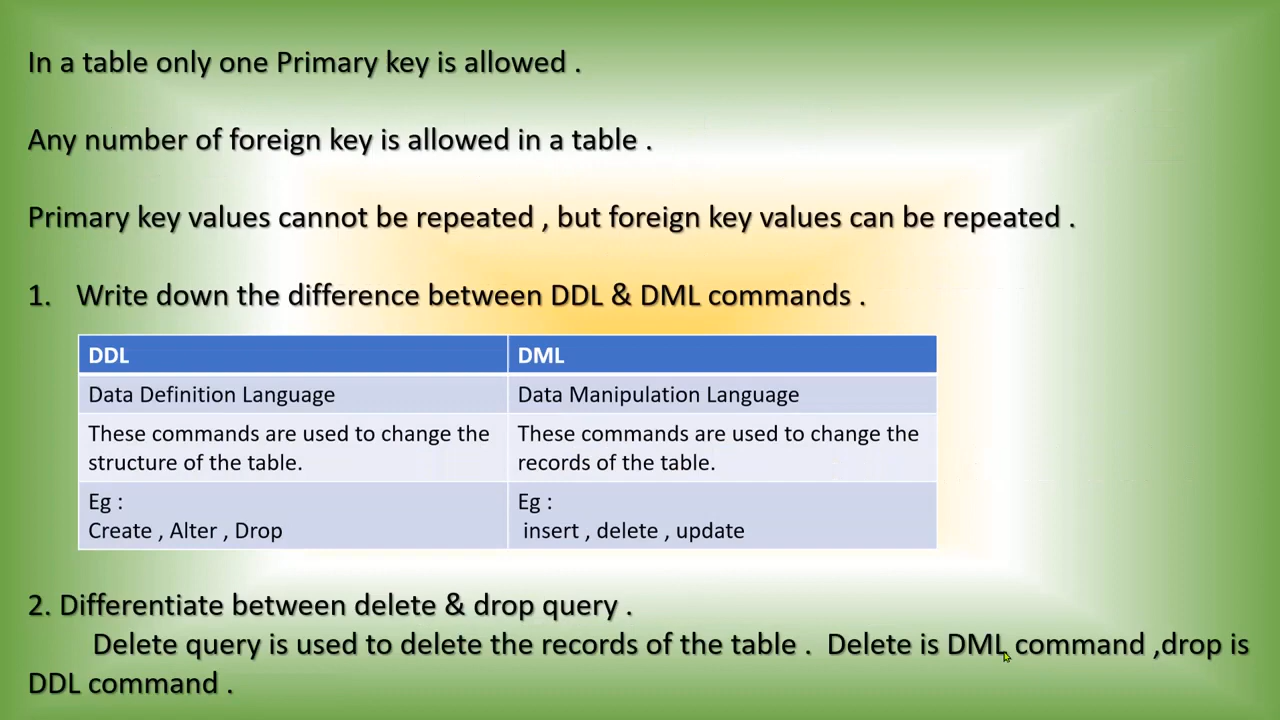 In a table only one Primary key is allowed .
Any number of foreign key is allowed in a table .
Primary key values cannot be repeated , but foreign key values can be repeated .
1. Write down the difference between DDL & DML commands .
DDL DML
Data Definition Language Data Manipulation Language
These commands are used to change the These commands are used to change the
structure of the table. records of the table.
Eg : Eg :
Create , Alter , Drop insert , delete , update
2. Differentiate between delete & drop query .
Delete query is used to delete the records of the table . Delete is DML command ,drop is
DDL command .